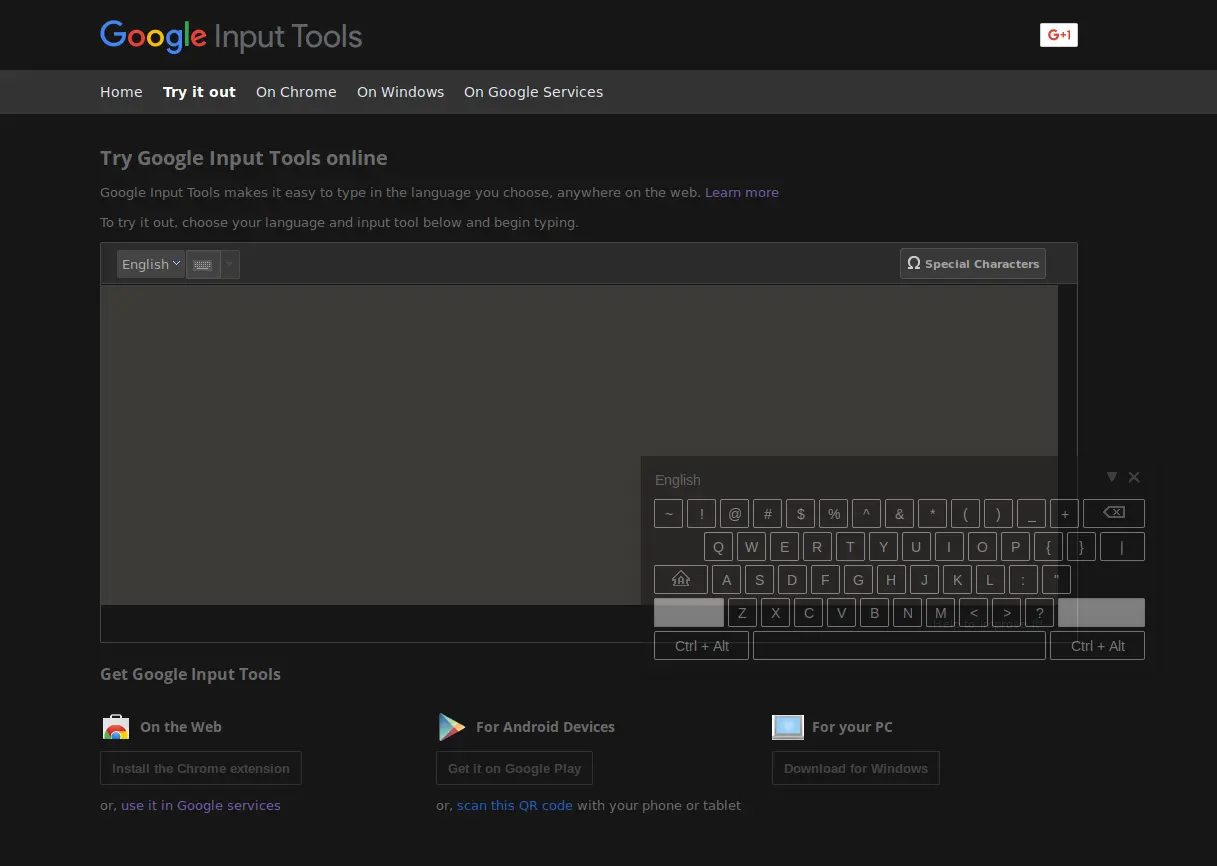 Google Input Tools
G+1
Home Try it out On Chrome On Windows On Google Services
Try Google Input Tools online
Google Input Tools makes it easy to type in the language you choose, anywhere on the web. Learn more
To try it out, choose your language and input tool below and begin typing.
English
Ω Special Characters
English
~ ! @ # $ % ^ & * ( ) _ +
Q W E R T Y U I O P { } |
A S D F G H J K L : "
Z X C V B N M < > ?
Help to improve it!
Ctrl + Alt Ctrl + Alt
Get Google Input Tools
On the Web
Install the Chrome extension
or, use it in Google services
For Android Devices
Get it on Google Play
or, scan this QR code with your phone or tablet
For your PC
Download for Windows